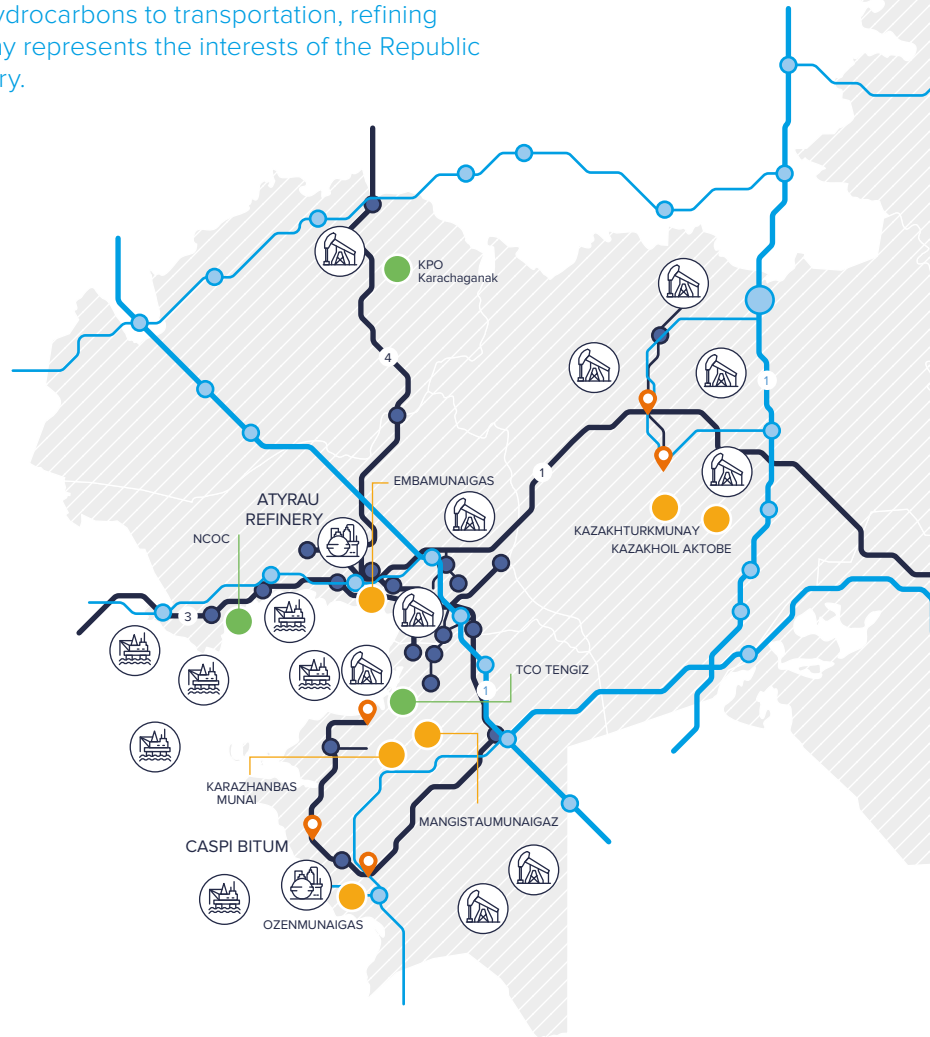 ydrocarbons to transportation, refining
ny represents the interests of the Republic
ry.
KPO
Karachaganak
4
1
1
EMBAMUNAIGAS
ATYRAU
REFINERY
NCOC
KAZAKHTURKMUNAY
KAZAKHOIL AKTOBE
3
TCO TENGIZ
1
KARAZHANBAS
MUNAI
MANGISTAUMUNAIGAZ
CASPI BITUM
OZENMUNAIGAS